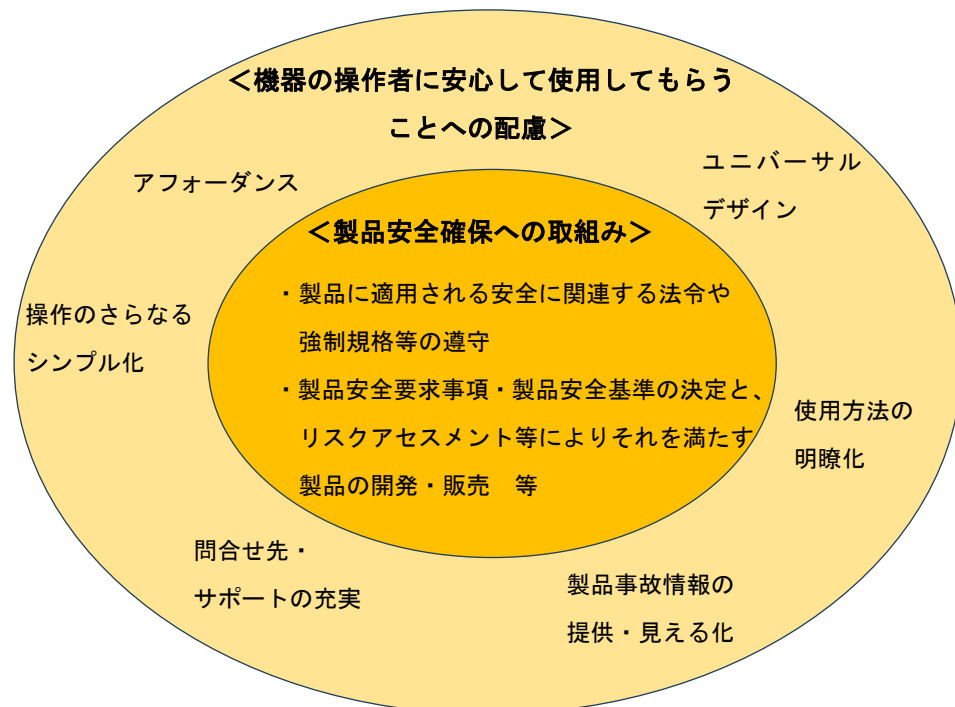 ＜機器の操作者に安心して使用してもらう
ことへの配慮＞
アフォーダンス
ユニバーサル
デザイン
＜製品安全確保への取組み＞
・製品に適用される安全に関連する法令や
強制規格等の遵守
・製品安全要求事項・製品安全基準の決定と、
リスクアセスメント等によりそれを満たす
製品の開発・販売　等
操作のさらなる
シンプル化
使用方法の
明瞭化
問合せ先・
サポートの充実
製品事故情報の
提供・見える化